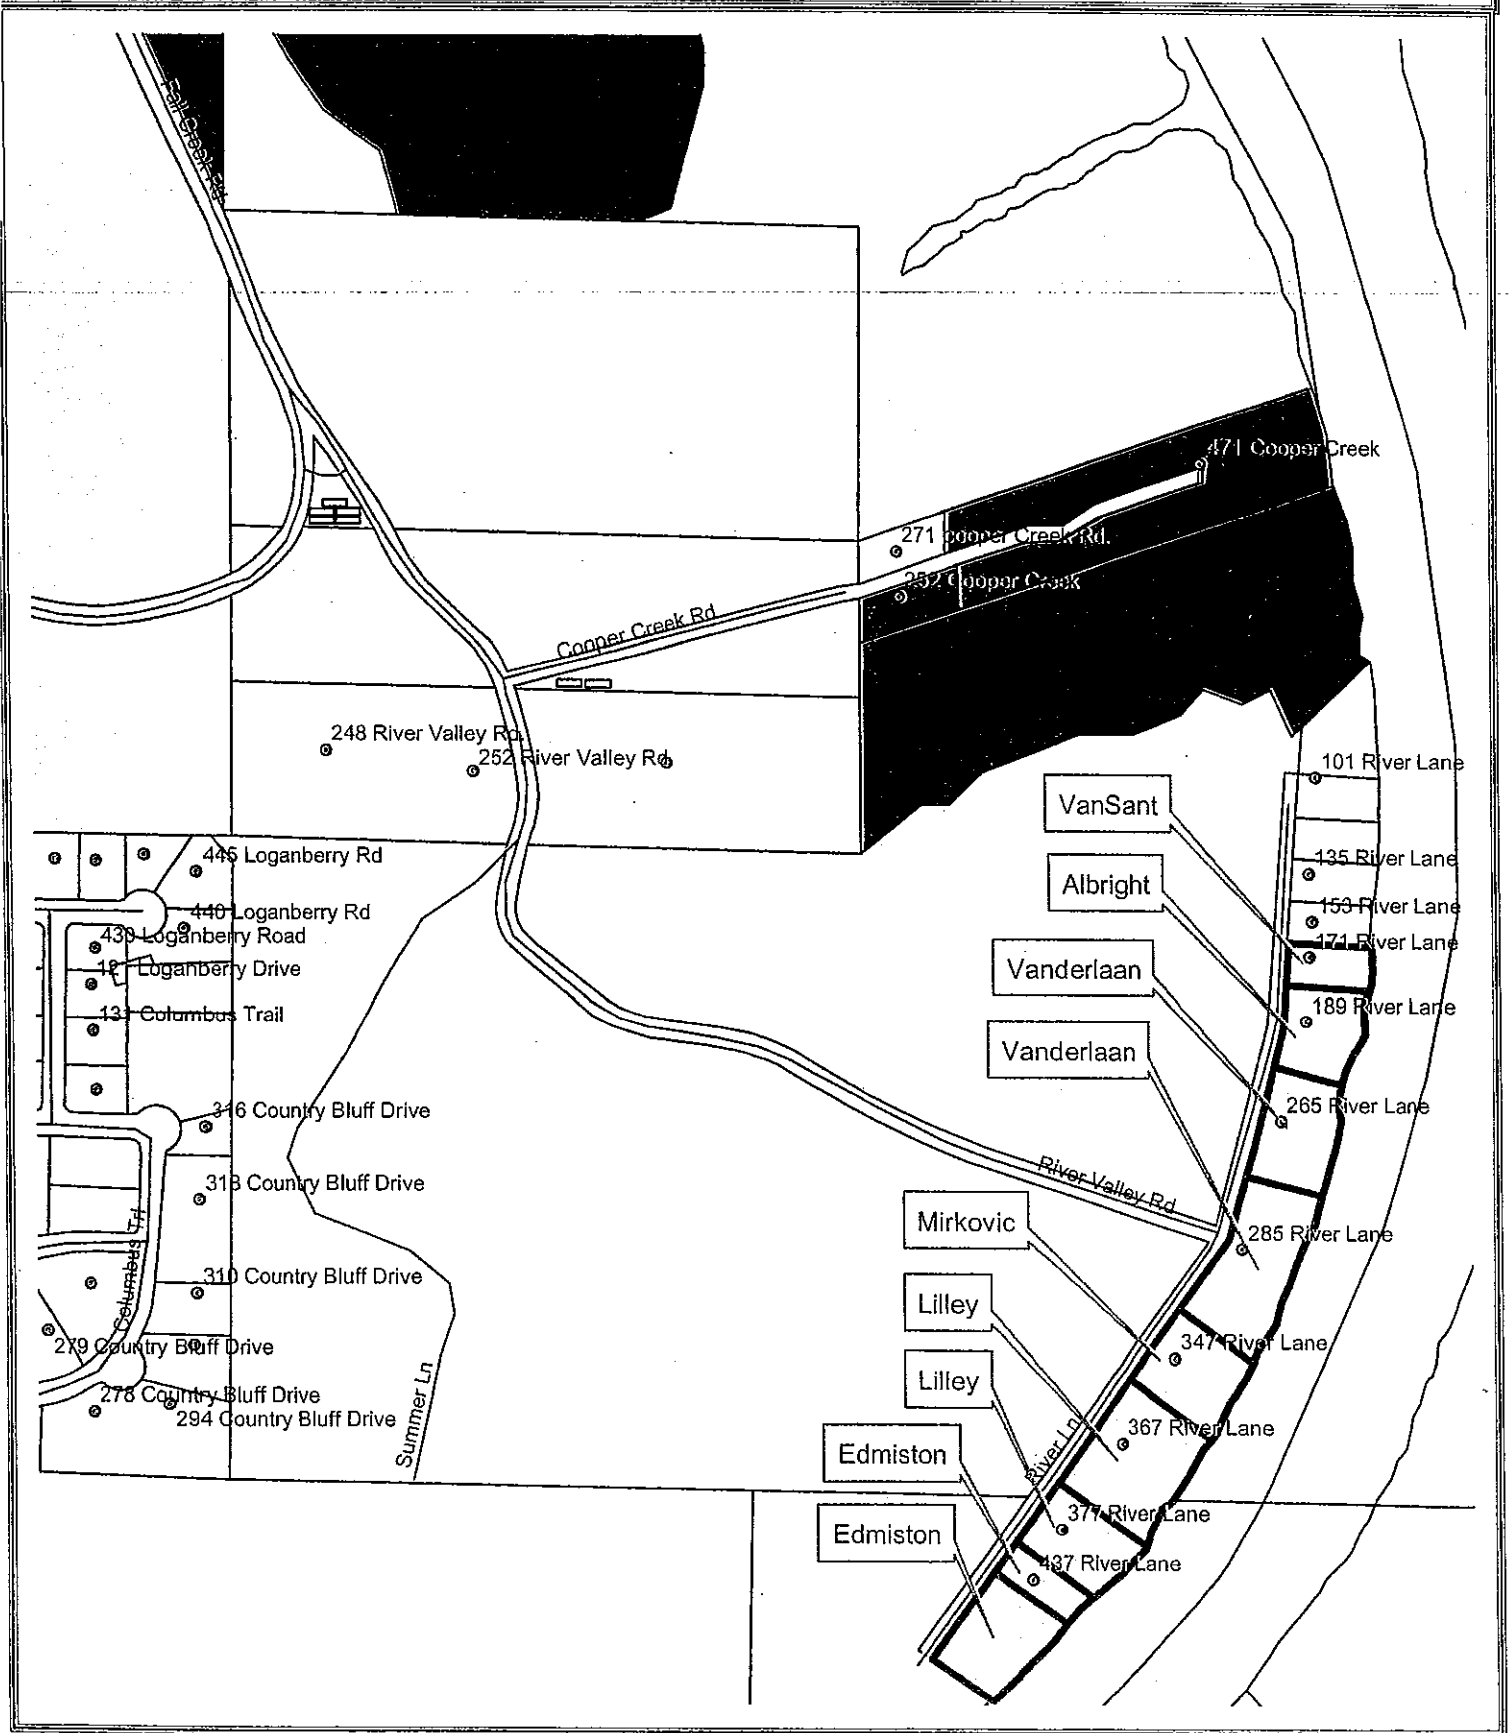 Fall Creek Rd
471 Cooper Creek
271 cooper Creek Rd.
252 Cooper Creek
Cooper Creek Rd
248 River Valley Rd.
252 River Valley Rd.
101 River Lane
VanSant
445 Loganberry Rd
135 River Lane
Albright
440 Loganberry Rd
153 River Lane
430 Loganberry Road
171 River Lane
Vanderlaan
Loganberry Drive
189 River Lane
131 Columbus Trail
Vanderlaan
316 Country Bluff Drive
265 River Lane
River Valley Rd
318 Country Bluff Drive
Mirkovic
285 River Lane
Columbus Trl
310 Country Bluff Drive
Lilley
347 River Lane
279 Country Bluff Drive
Lilley
278 Country Bluff Drive
294 Country Bluff Drive
Summer Ln
367 River Lane
River Ln
Edmiston
377 River Lane
Edmiston
437 River Lane